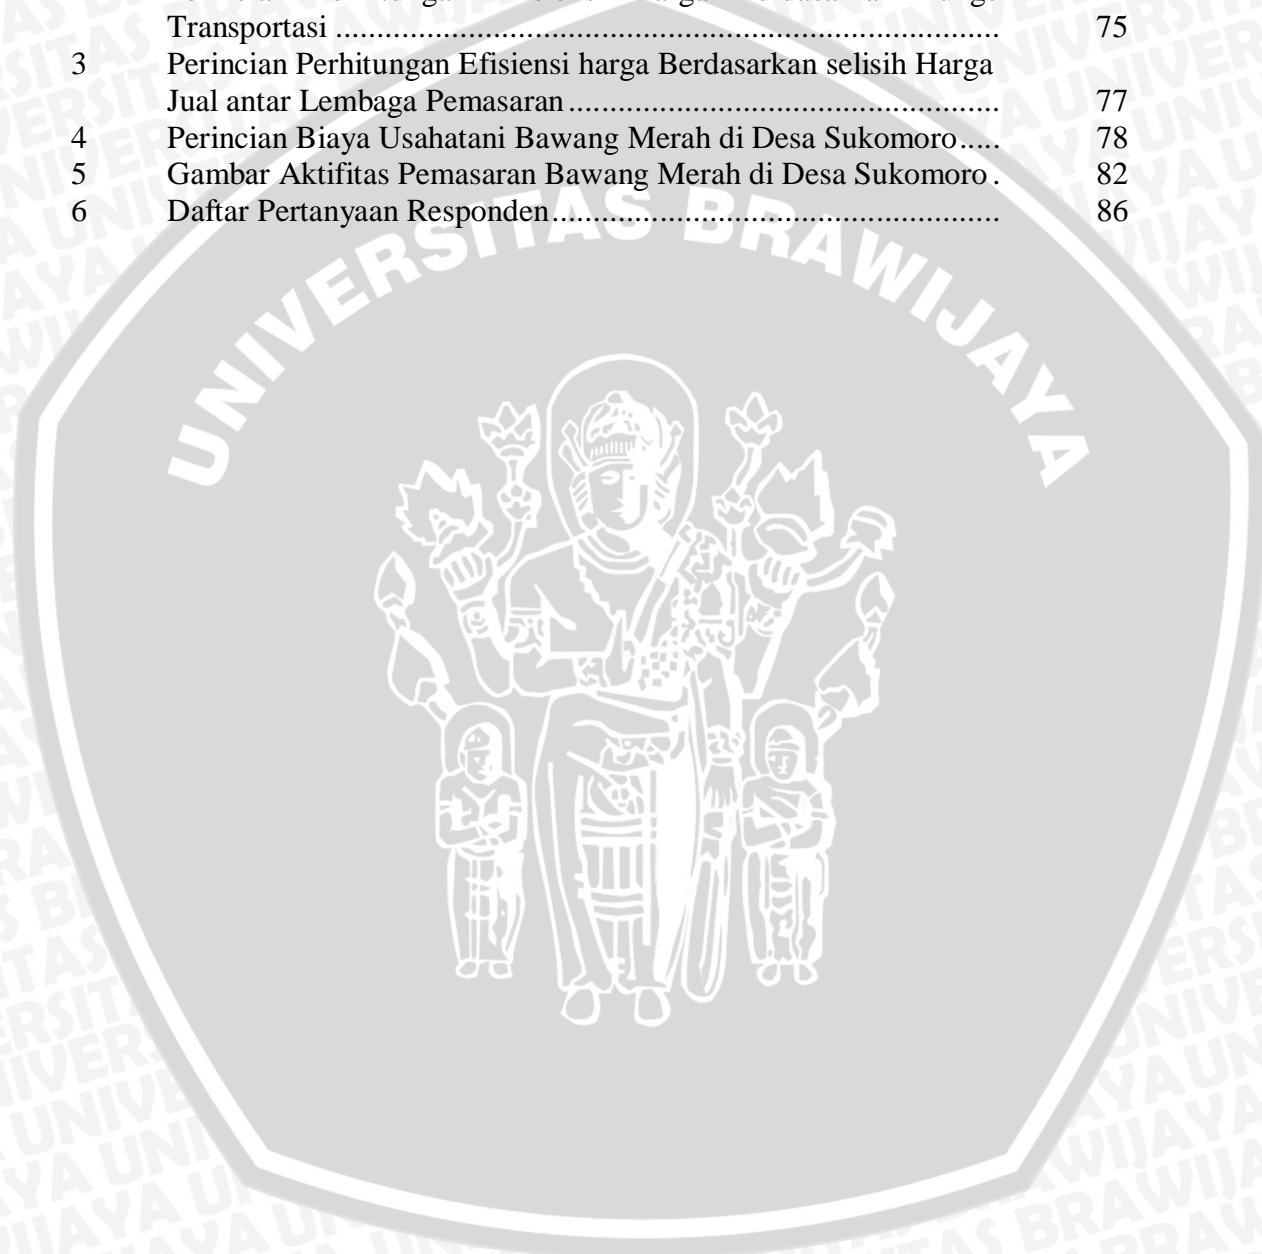 Transportasi ................................................................................. 75
3 Perincian Perhitungan Efisiensi harga Berdasarkan selisih Harga
Jual antar Lembaga Pemasaran ..................................................... 77
4 Perincian Biaya Usahatani Bawang Merah di Desa Sukomoro ..... 78
5 Gambar Aktifitas Pemasaran Bawang Merah di Desa Sukomoro . 82
6 Daftar Pertanyaan Responden ....................................................... 86
UNIVERSITAS BRAWIJAYA